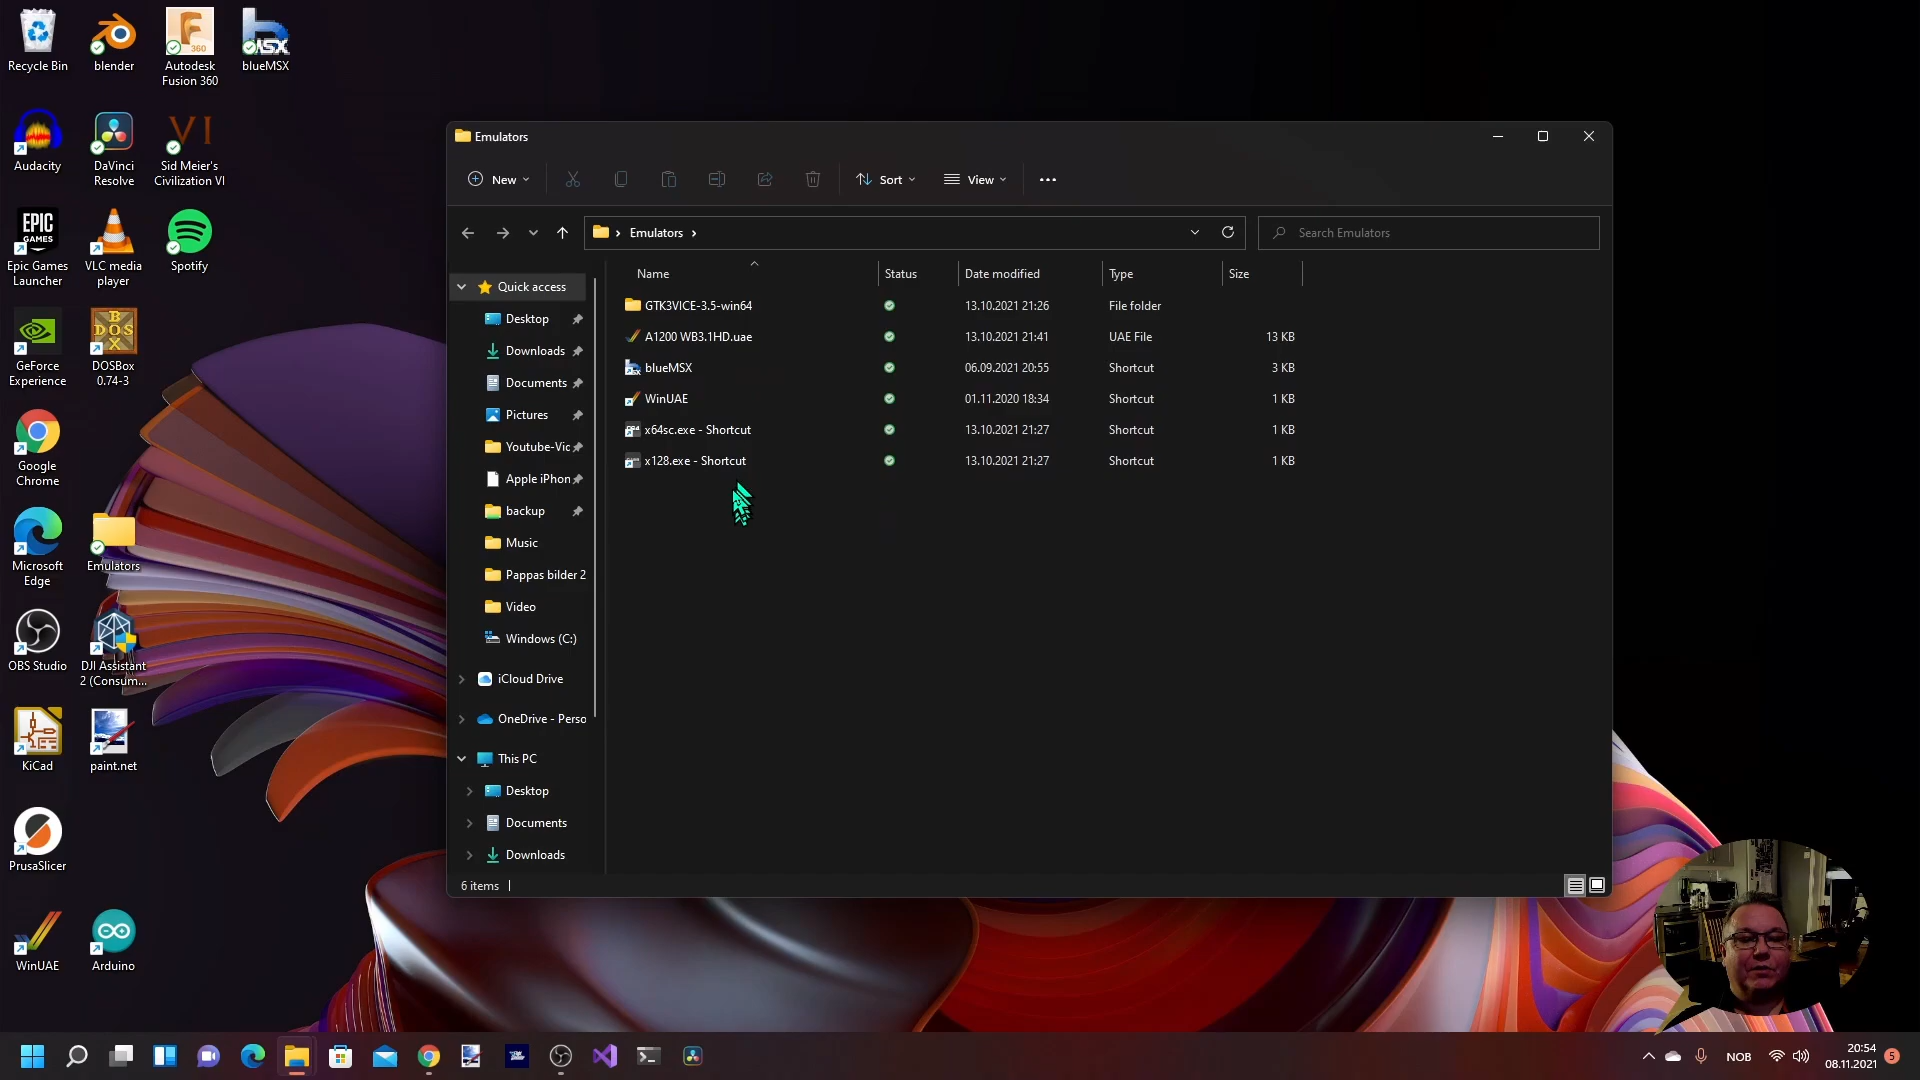 Recycle Bin
blender
Autodesk
Fusion 360
blueMSX
Audacity
DaVinci
Resolve
Sid Meier's
Civilization VI
Epic Games
Launcher
VLC media
player
Spotify
GeForce
Experience
DOSBox
0.74-3
Google
Chrome
Microsoft
Edge
Emulators
OBS Studio
DJI Assistant
2 (Consum...
KiCad
paint.net
PrusaSlicer
WinUAE
Arduino
Emulators
New
Sort
View
Emulators
Search Emulators
Name
Status
Date modified
Type
Size
GTK3VICE-3.5-win64
13.10.2021 21:26
File folder
A1200 WB3.1HD.uae
13.10.2021 21:41
UAE File
13 KB
blueMSX
06.09.2021 20:55
Shortcut
3 KB
WinUAE
01.11.2020 18:34
Shortcut
1 KB
x64sc.exe - Shortcut
13.10.2021 21:27
Shortcut
1 KB
x128.exe - Shortcut
13.10.2021 21:27
Shortcut
1 KB
Quick access
Desktop
Downloads
Documents
Pictures
Youtube-Vic
Apple iPhon
backup
Music
Pappas bilder 2
Video
Windows (C:)
iCloud Drive
OneDrive - Perso
This PC
Desktop
Documents
Downloads
6 items
NOB
20:54
08.11.2021
5
EPIC
GAMES
360
VI